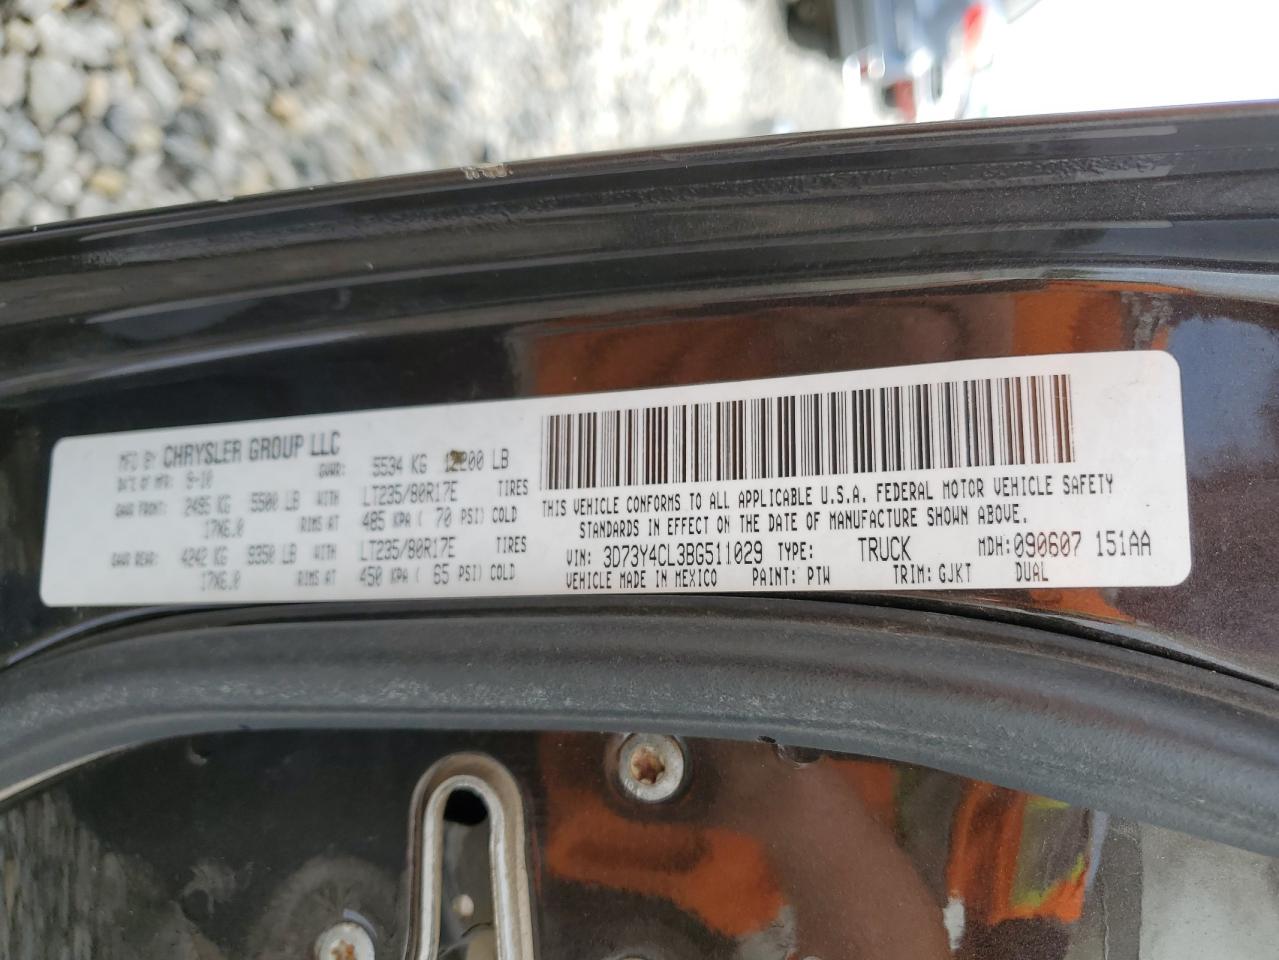 MFD BY CHRYSLER GROUP LLC
DATE OF MFR: 9-10 GVWR: 5534 KG 12200 LB
GAWR FRONT: 2495 KG 5500 LB WITH LT235/80R17E TIRES
17X6.0 RIMS AT 485 KPA ( 70 PSI) COLD
GAWR REAR: 4242 KG 9350 LB WITH LT235/80R17E TIRES
17X6.0 RIMS AT 450 KPA ( 65 PSI) COLD
THIS VEHICLE CONFORMS TO ALL APPLICABLE U.S.A. FEDERAL MOTOR VEHICLE SAFETY
STANDARDS IN EFFECT ON THE DATE OF MANUFACTURE SHOWN ABOVE.
VIN: 3D73Y4CL3BG511029 TYPE: TRUCK MDH: 090607 151AA
VEHICLE MADE IN MEXICO PAINT: PTW TRIM: GJKT DUAL